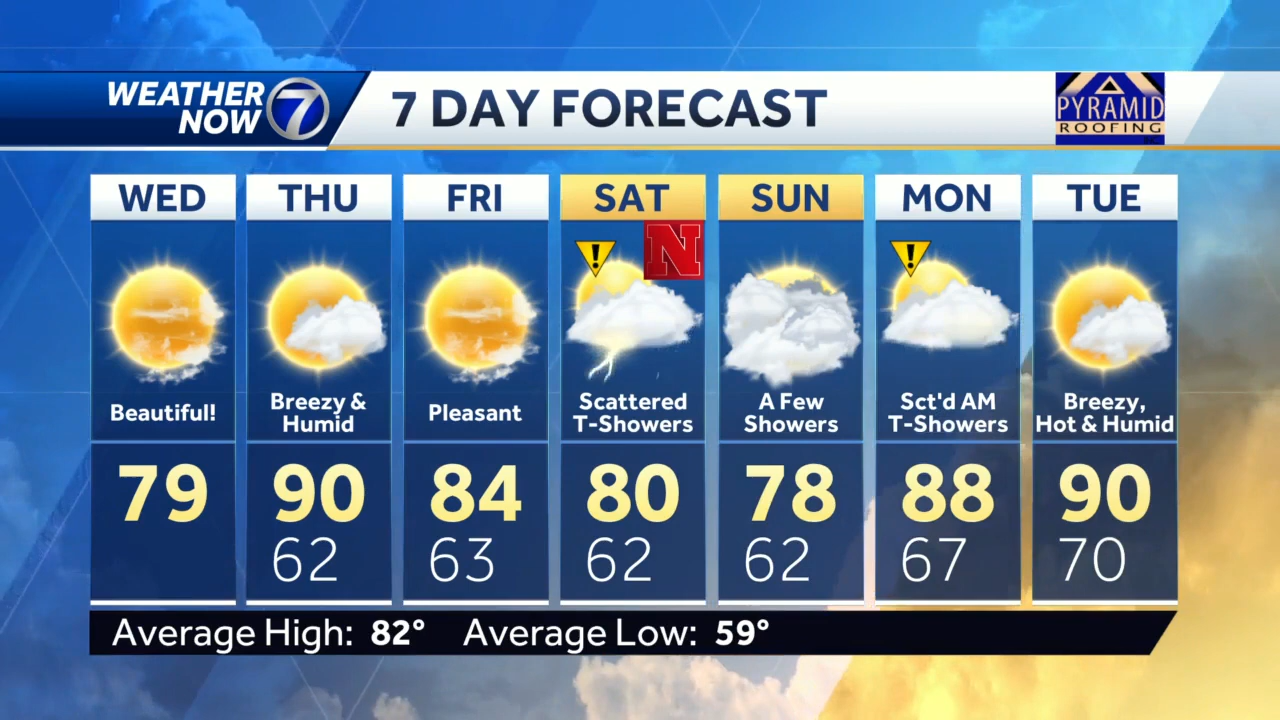 WEATHER
NOW 7
7 DAY FORECAST
PYRAMID
ROOFING
WED
THU
FRI
SAT
SUN
MON
TUE
!
N
!
Beautiful!
Breezy &
Humid
Pleasant
Scattered
T-Showers
A Few
Showers
Sct'd AM
T-Showers
Breezy,
Hot & Humid
79
90
84
80
78
88
90
62
63
62
62
67
70
Average High: 82° Average Low: 59°